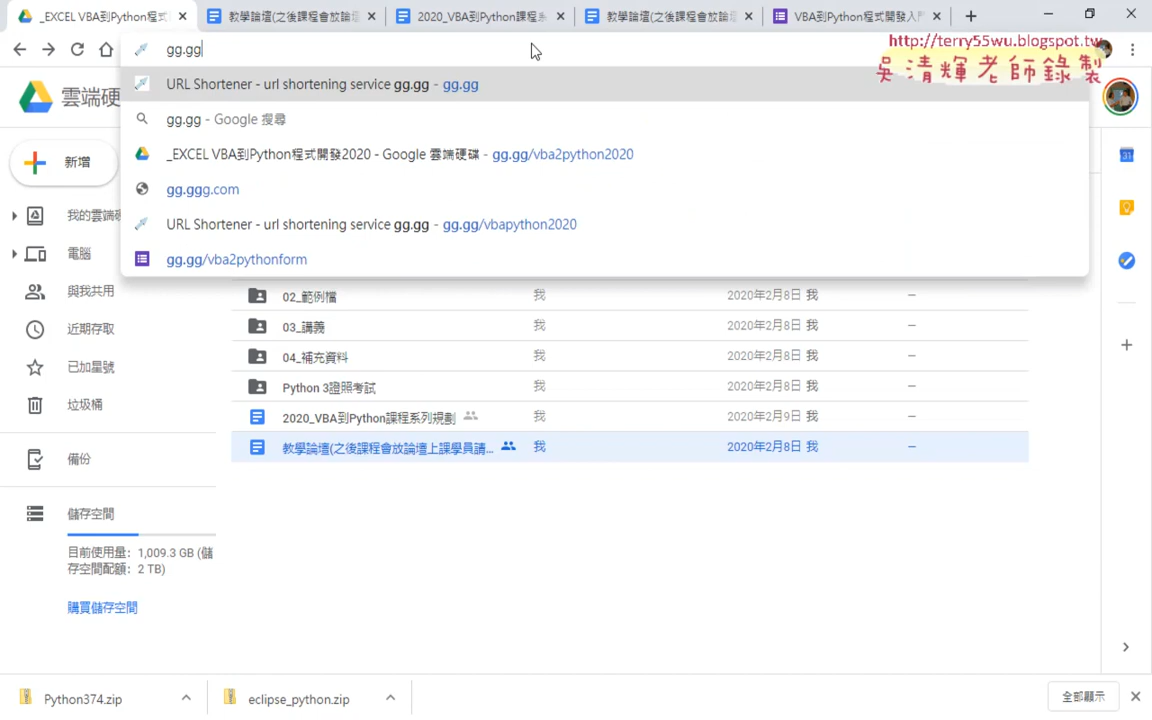 _EXCEL VBA到Python程式
教學論壇(之後課程會放論壇
2020_VBA到Python課程系
教學論壇(之後課程會放論壇
VBA到Python程式開發入門
gg.gg
http://terry55wu.blogspot.tw
吳清輝老師錄製
URL Shortener - url shortening service gg.gg - gg.gg
gg.gg - Google 搜尋
_EXCEL VBA到Python程式開發2020 - Google 雲端硬碟 - gg.gg/vba2python2020
gg.ggg.com
URL Shortener - url shortening service gg.gg - gg.gg/vbapython2020
gg.gg/vba2pythonform
雲端硬
新增
我的雲端硬
電腦
與我共用
近期存取
已加星號
垃圾桶
備份
儲存空間
目前使用量：1,009.3 GB (儲
存空間配額：2 TB)
購買儲存空間
02_範例檔 我 2020年2月8日 我 —
03_講義 我 2020年2月8日 我 —
04_補充資料 我 2020年2月8日 我 —
Python 3證照考試 我 2020年2月8日 我 —
2020_VBA到Python課程系列規劃 我 2020年2月9日 我 —
教學論壇(之後課程會放論壇上課學員請... 我 2020年2月8日 我 —
31
Python374.zip
eclipse_python.zip
全部顯示